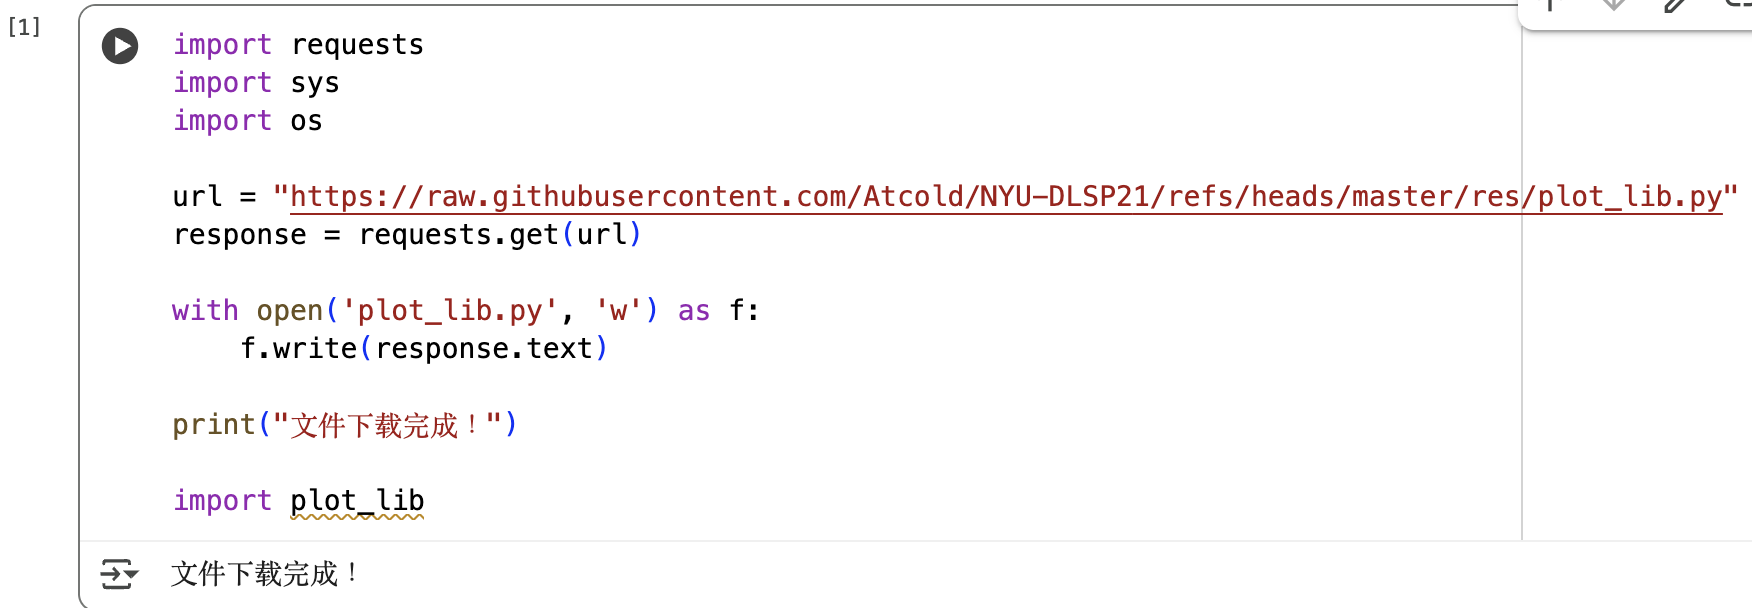 [1]
import requests
import sys
import os
url = "https://raw.githubusercontent.com/Atcold/NYU-DLSP21/refs/heads/master/res/plot_lib.py"
response = requests.get(url)
with open('plot_lib.py', 'w') as f:
    f.write(response.text)
print("文件下载完成！")
import plot_lib
文件下载完成！